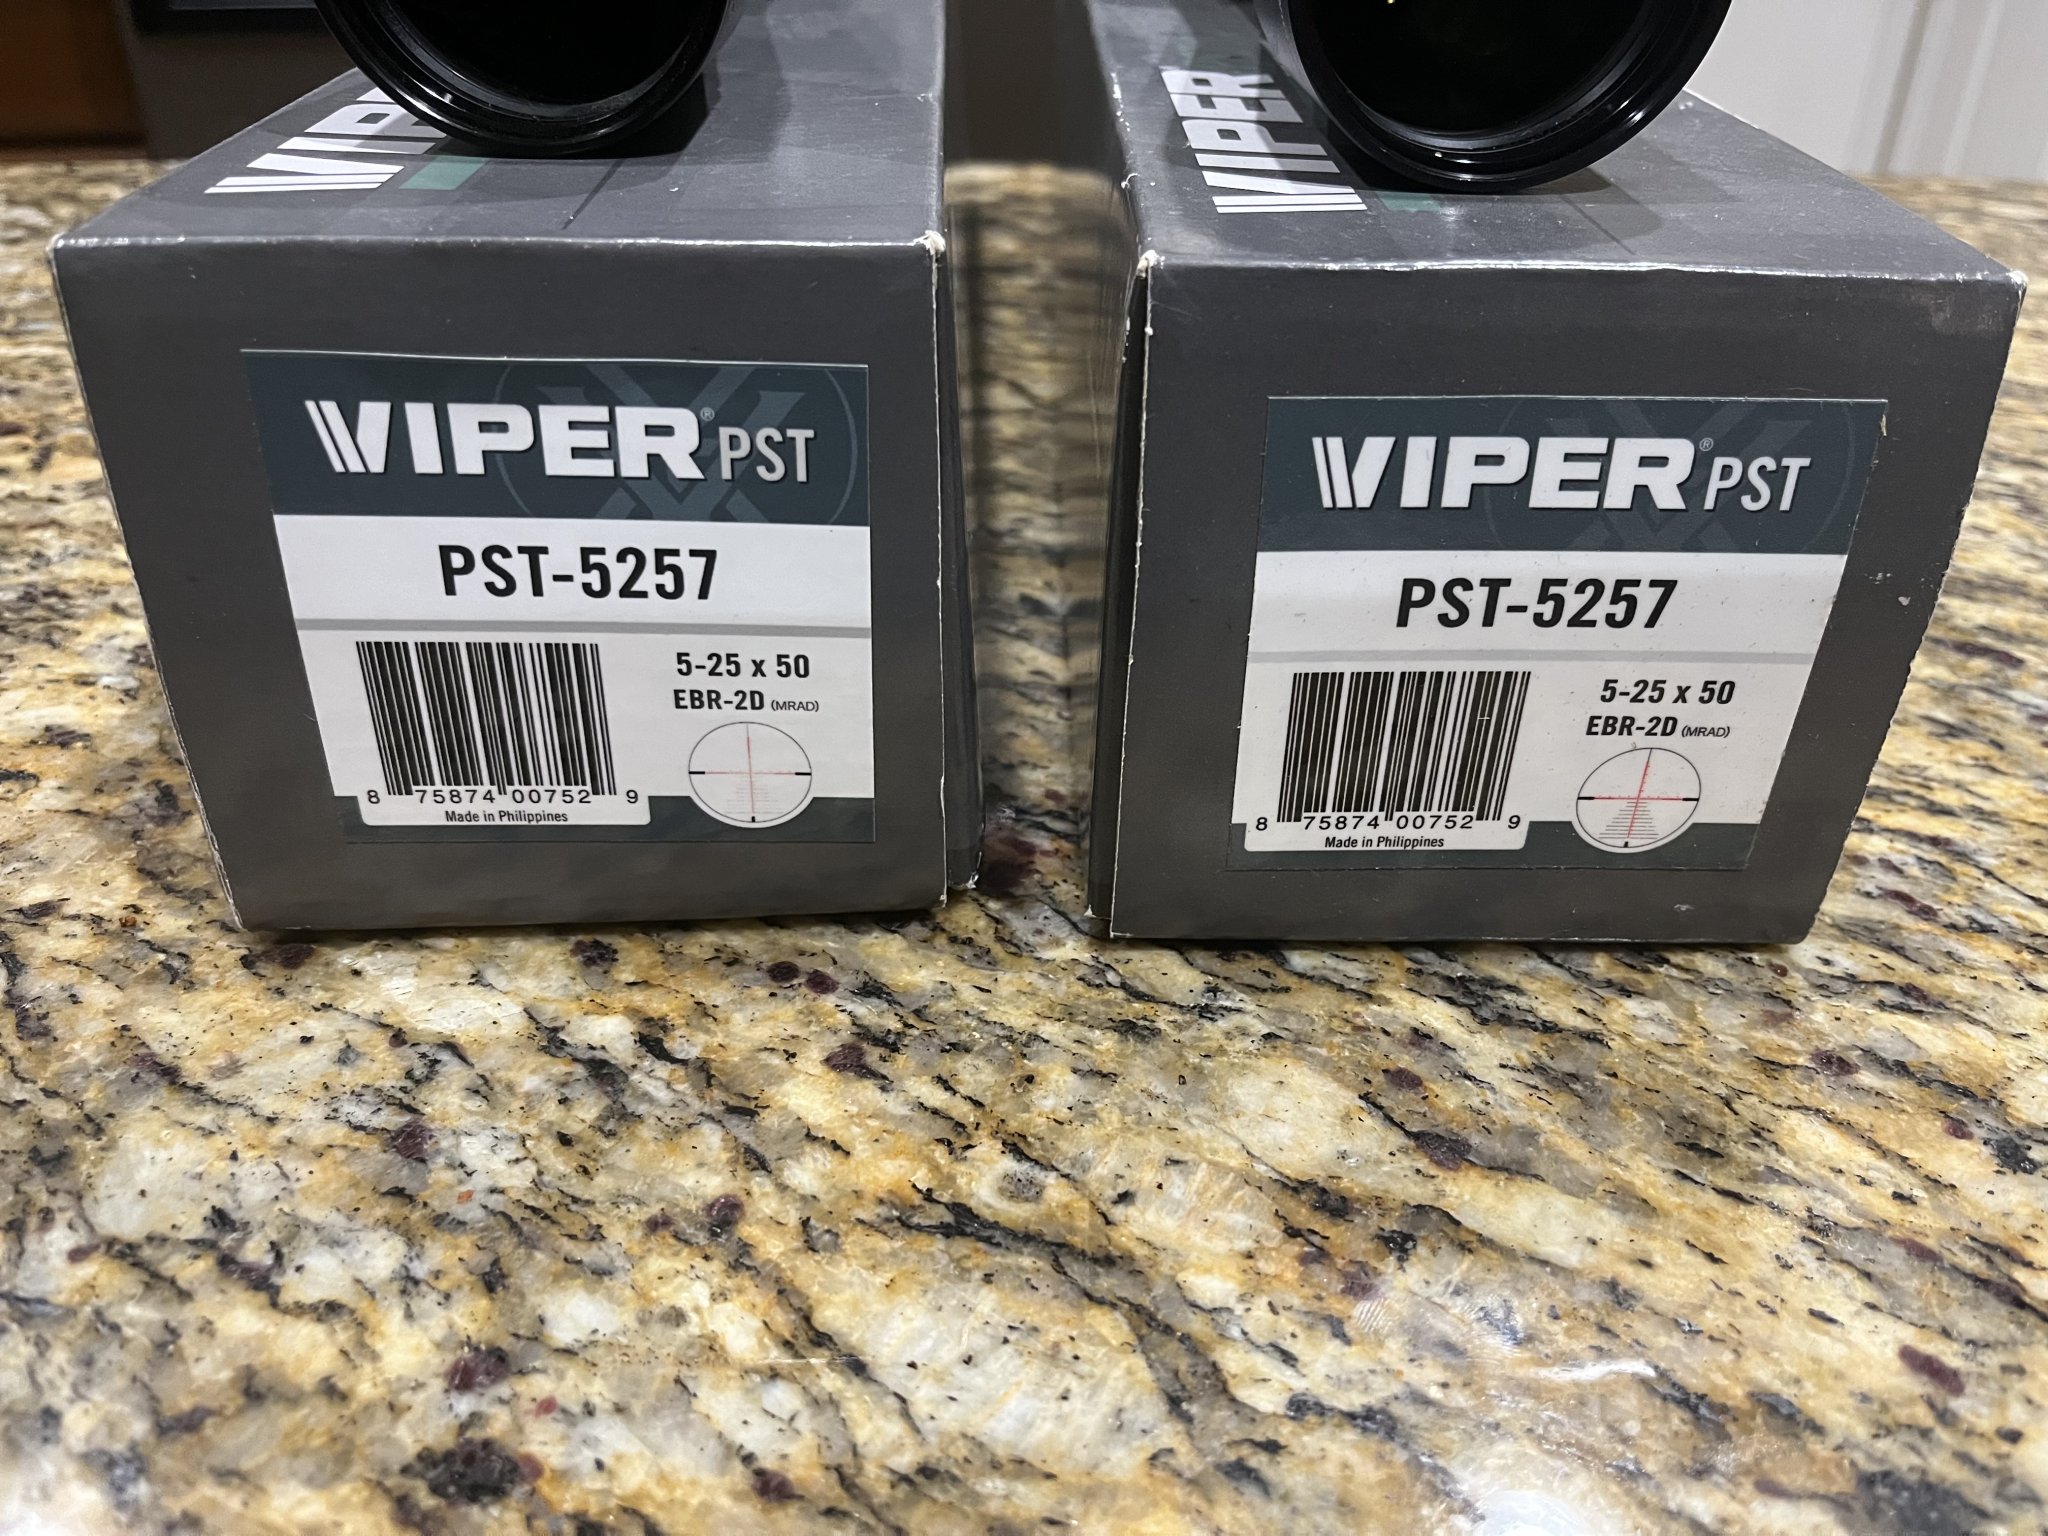 VIPER
VIPER® PST
PST-5257
5-25 x 50
EBR-2D (MRAD)
8 75874 00752 9
Made in Philippines
VIPER
VIPER® PST
PST-5257
5-25 x 50
EBR-2D (MRAD)
8 75874 00752 9
Made in Philippines